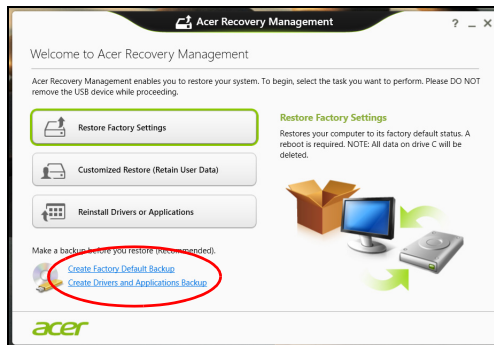 Acer Recovery Management
Welcome to Acer Recovery Management
Acer Recovery Management enables you to restore your system. To begin, select the task you want to perform. Please DO NOT
remove the USB device while proceeding.
Restore Factory Settings
Customized Restore (Retain User Data)
Reinstall Drivers or Applications
Restore Factory Settings
Restores your computer to its factory default status. A
reboot is required. NOTE: All data on drive C will be
deleted.
Make a backup before you restore (Recommended).
Create Factory Default Backup
Create Drivers and Applications Backup
acer